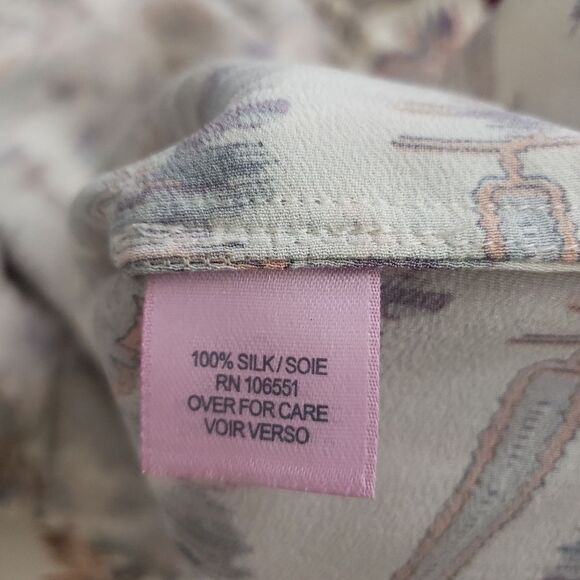 100% SILK/SOIE
RN 106551
OVER FOR CARE
VOIR VERSO